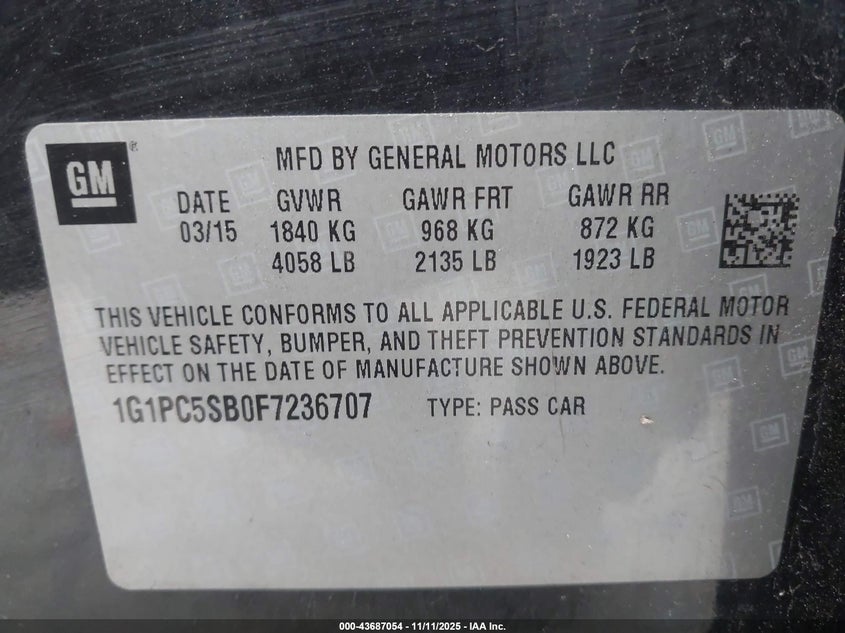 GM
MFD BY GENERAL MOTORS LLC
DATE GVWR GAWR FRT GAWR RR
03/15 1840 KG 968 KG 872 KG
4058 LB 2135 LB 1923 LB
THIS VEHICLE CONFORMS TO ALL APPLICABLE U.S. FEDERAL MOTOR
VEHICLE SAFETY, BUMPER, AND THEFT PREVENTION STANDARDS IN
EFFECT ON THE DATE OF MANUFACTURE SHOWN ABOVE.
1G1PC5SB0F7236707 TYPE: PASS CAR
000-43687054 - 11/11/2025 - IAA Inc.